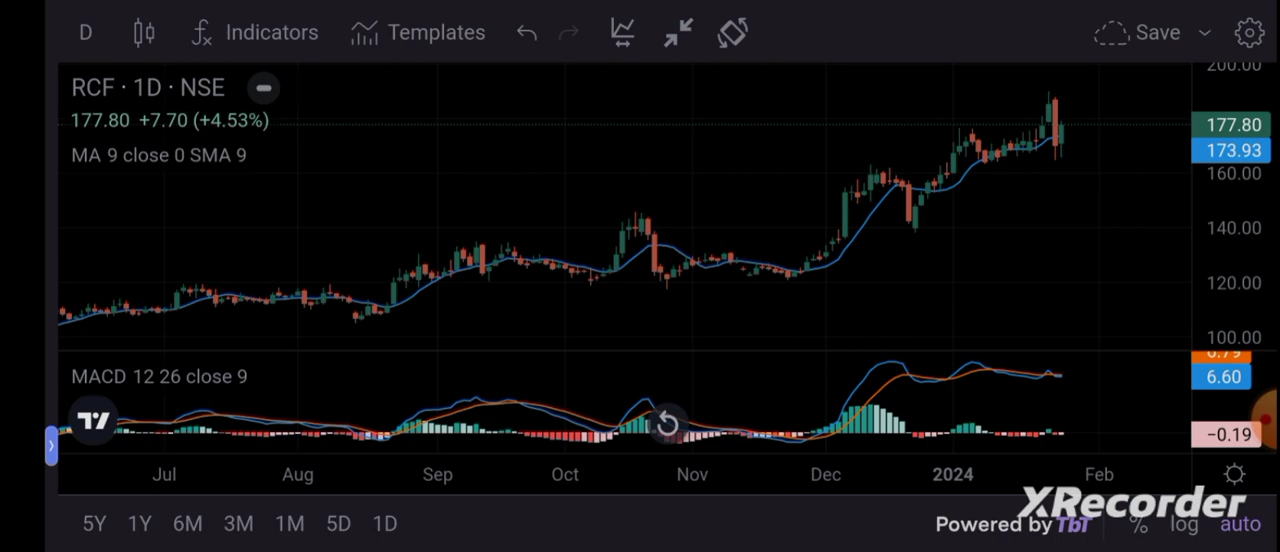 D Indicators Templates Save
RCF · 1D · NSE
177.80 +7.70 (+4.53%)
MA 9 close 0 SMA 9
200.00
177.80
173.93
160.00
140.00
120.00
100.00
MACD 12 26 close 9
6.79
6.60
−0.19
Jul Aug Sep Oct Nov Dec 2024 Feb
XRecorder
5Y 1Y 6M 3M 1M 5D 1D Powered by TbT % log auto